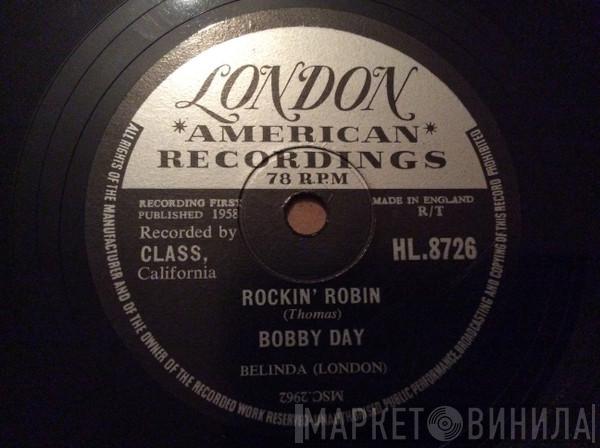 LONDON
*AMERICAN*
RECORDINGS
78 R.P.M
RECORDING FIRST
PUBLISHED 1958
MADE IN ENGLAND
R/T
Recorded by
CLASS,
California
HL.8726
ROCKIN' ROBIN
(Thomas)
BOBBY DAY
BELINDA (LONDON)
MSC.2962
ALL RIGHTS OF THE MANUFACTURER AND OF THE OWNER OF THE RECORDED WORK RESERVED UNAUTHORISED PUBLIC PERFORMANCE, BROADCASTING AND COPYING OF THIS RECORD PROHIBITED
МАРКЕТ ВИНИЛА